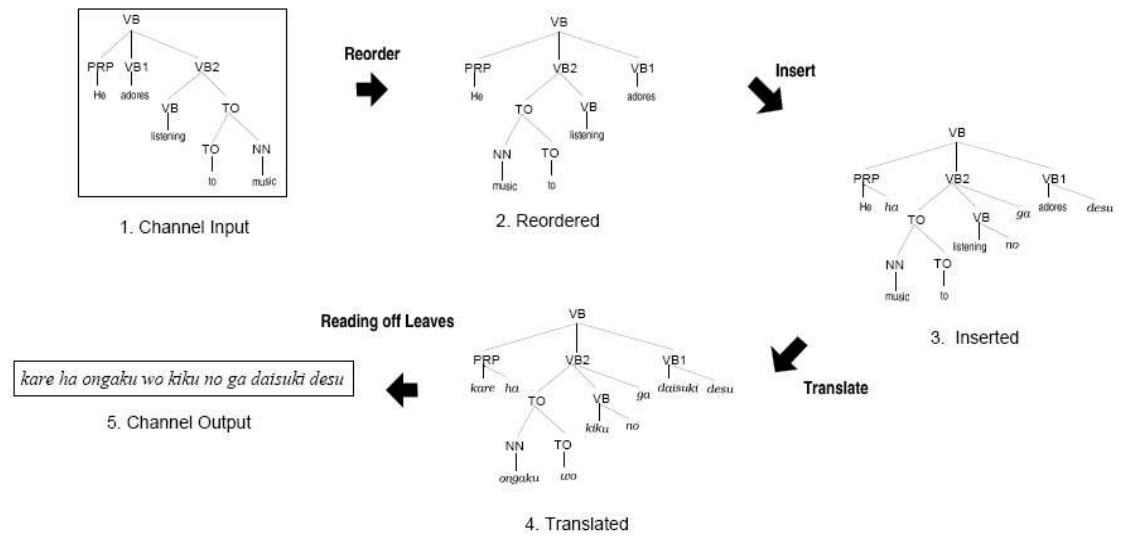 VB
PRP VB1 VB2
He adores VB TO
listening TO NN
to music
1. Channel Input
Reorder
VB
PRP VB2 VB1
He TO VB adores
listening
NN TO
music to
2. Reordered
Insert
VB
PRP VB2 VB1
He ha TO VB ga adores desu
listening no
NN TO
music to
3. Inserted
Translate
VB
PRP VB2 VB1
kare ha TO VB ga daisuki desu
kiku no
NN TO
ongaku wo
4. Translated
Reading off Leaves
kare ha ongaku wo kiku no ga daisuki desu
5. Channel Output